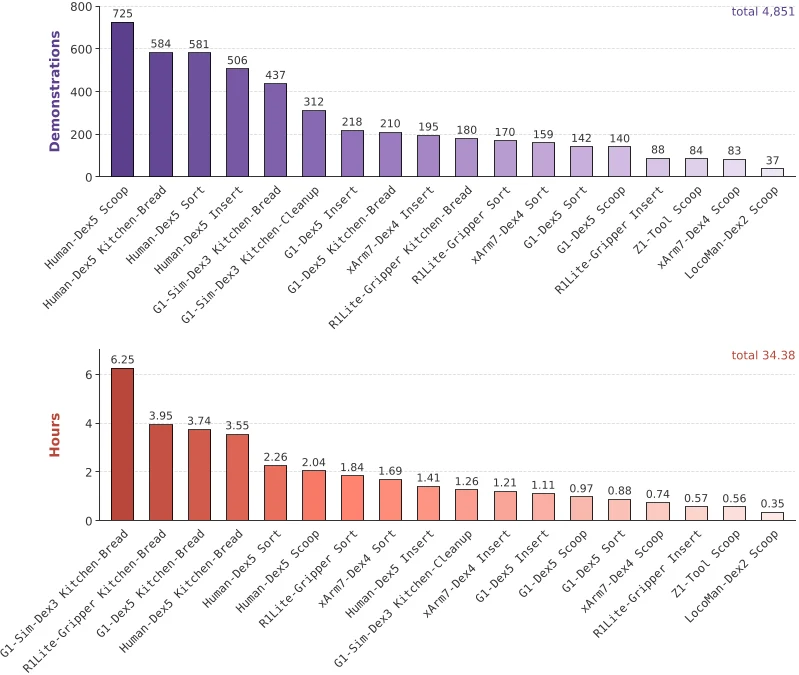 Demonstrations
total 4,851
800
600
400
200
0
725
584
581
506
437
312
218
210
195
180
170
159
142
140
88
84
83
37
Human-Dex5 Scoop
Human-Dex5 Kitchen-Bread
Human-Dex5 Sort
Human-Dex5 Insert
G1-Sim-Dex3 Kitchen-Bread
G1-Sim-Dex3 Kitchen-Cleanup
G1-Dex5 Insert
G1-Dex5 Kitchen-Bread
xArm7-Dex4 Insert
R1Lite-Gripper Kitchen-Bread
R1Lite-Gripper Sort
xArm7-Dex4 Sort
G1-Dex5 Sort
G1-Dex5 Scoop
R1Lite-Gripper Insert
Z1-Tool Scoop
xArm7-Dex4 Scoop
LocoMan-Dex2 Scoop
Hours
total 34.38
6
4
2
0
6.25
3.95
3.74
3.55
2.26
2.04
1.84
1.69
1.41
1.26
1.21
1.11
0.97
0.88
0.74
0.57
0.56
0.35
G1-Sim-Dex3 Kitchen-Bread
R1Lite-Gripper Kitchen-Bread
G1-Dex5 Kitchen-Bread
Human-Dex5 Kitchen-Bread
Human-Dex5 Sort
Human-Dex5 Scoop
R1Lite-Gripper Sort
xArm7-Dex4 Sort
Human-Dex5 Insert
G1-Sim-Dex3 Kitchen-Cleanup
xArm7-Dex4 Insert
G1-Dex5 Insert
G1-Dex5 Scoop
G1-Dex5 Sort
xArm7-Dex4 Scoop
R1Lite-Gripper Insert
Z1-Tool Scoop
LocoMan-Dex2 Scoop